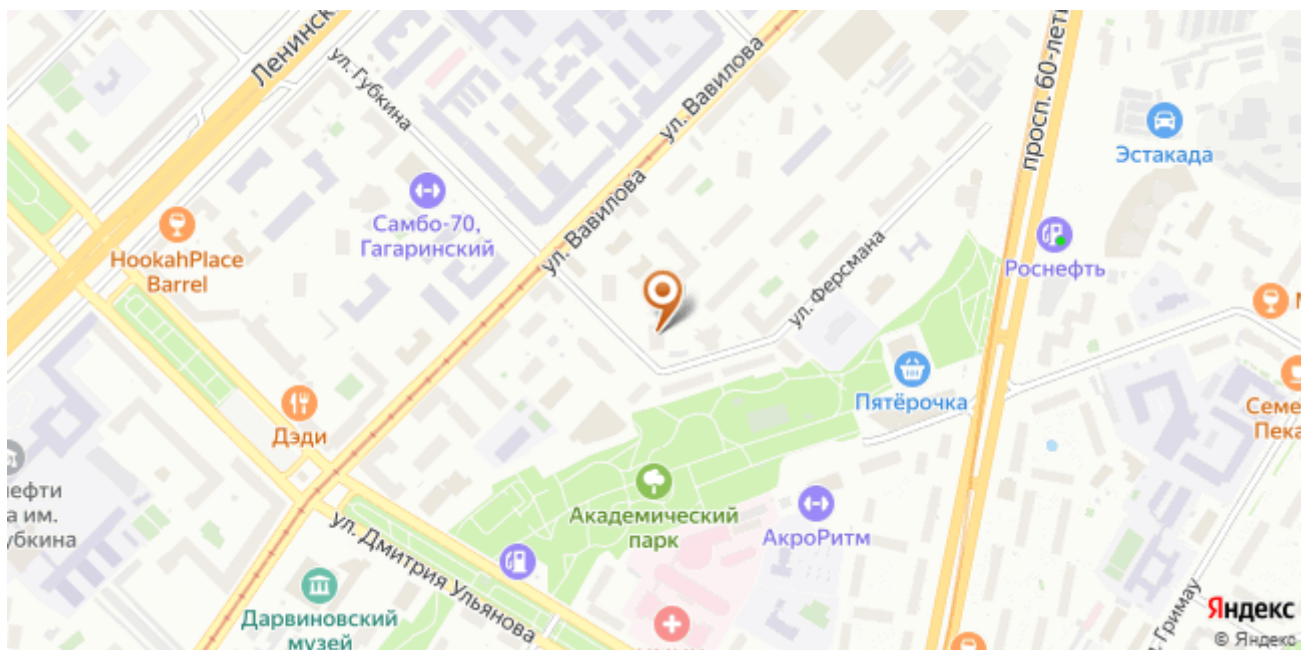 Ленинск
ул. Губкина
ул. Вавилова
просп. 60-лет
Эстакада
Самбо-70,
Гагаринский
ул. Вавилова
HookahPlace
Barrel
ул. Ферсмана
Роснефть
М
Пятёрочка
Семе
Пека
Дэди
нефти
а им.
убкина
Академический
парк
АкроРитм
ул. Дмитрия Ульянова
Дарвиновский
музей
. Гримау
Яндекс
© Яндекс